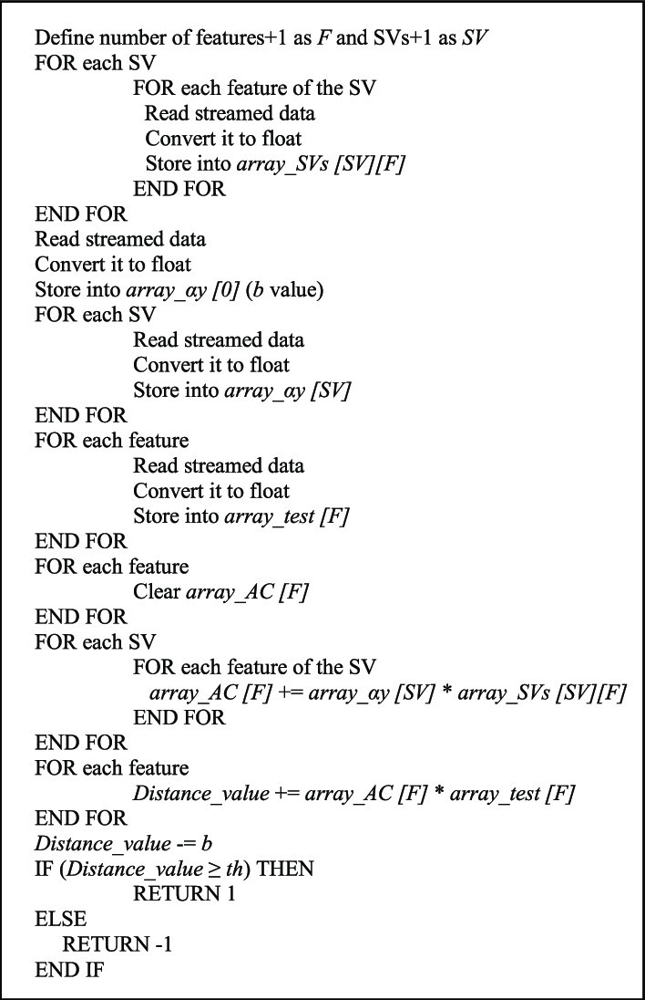 Define number of features+1 as F and SVs+1 as SV
FOR each SV
FOR each feature of the SV
Read streamed data
Convert it to float
Store into array_SVs [SV][F]
END FOR
END FOR
Read streamed data
Convert it to float
Store into array_αy [0] (b value)
FOR each SV
Read streamed data
Convert it to float
Store into array_αy [SV]
END FOR
FOR each feature
Read streamed data
Convert it to float
Store into array_test [F]
END FOR
FOR each feature
Clear array_AC [F]
END FOR
FOR each SV
FOR each feature of the SV
array_AC [F] += array_αy [SV] * array_SVs [SV][F]
END FOR
END FOR
FOR each feature
Distance_value += array_AC [F] * array_test [F]
END FOR
Distance_value -= b
IF (Distance_value ≥ th) THEN
RETURN 1
ELSE
RETURN -1
END IF